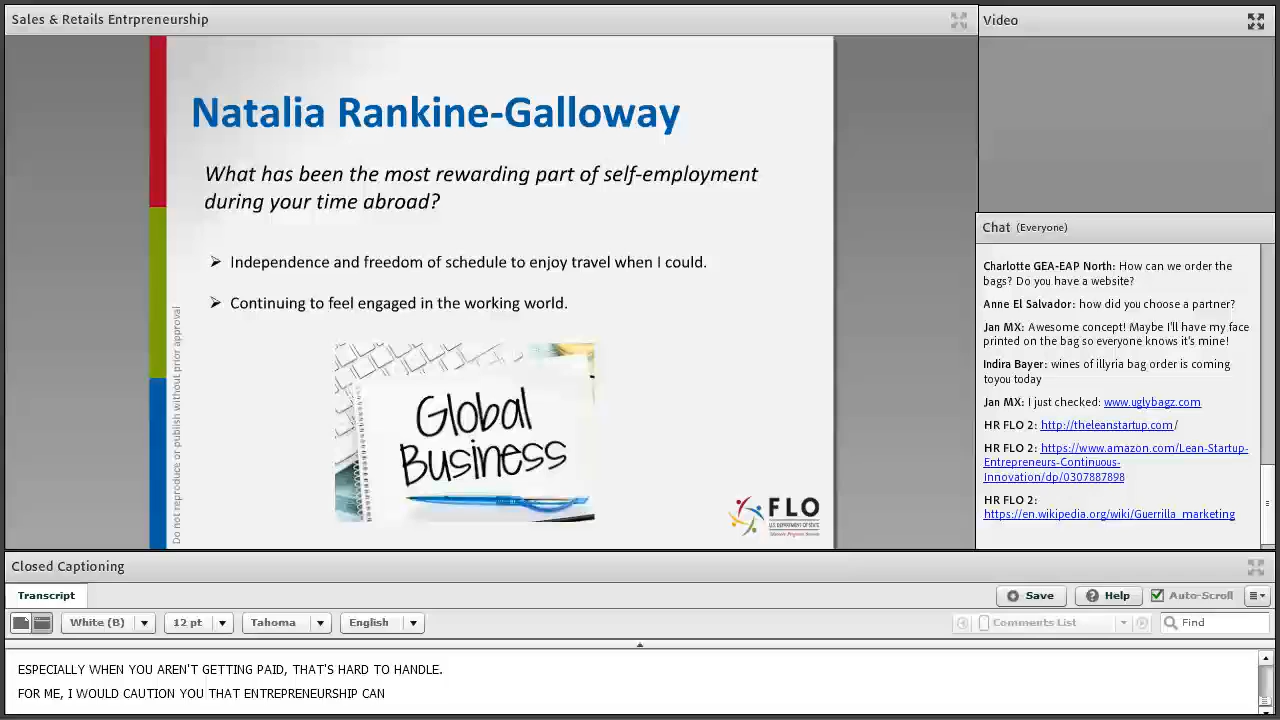 Sales & Retails Entrpreneurship
Natalia Rankine-Galloway
What has been the most rewarding part of self-employment
during your time abroad?
➢ Independence and freedom of schedule to enjoy travel when I could.
➢ Continuing to feel engaged in the working world.
Do not reproduce or publish without prior approval
Global
Business
FLO
U.S. DEPARTMENT OF STATE
Video
Chat (Everyone)
Charlotte GEA-EAP North: How can we order the
bags? Do you have a website?
Anne El Salvador: how did you choose a partner?
Jan MX: Awesome concept! Maybe I'll have my face
printed on the bag so everyone knows it's mine!
Indira Bayer: wines of illyria bag order is coming
toyou today
Jan MX: I just checked: www.uglybagz.com
HR FLO 2: http://theleanstartup.com/
HR FLO 2: https://www.amazon.com/Lean-Startup-
Entrepreneurs-Continuous-
Innovation/dp/0307887898
HR FLO 2:
https://en.wikipedia.org/wiki/Guerrilla_marketing
Closed Captioning
Transcript
Save
Help
Auto-Scroll
White (B)
12 pt
Tahoma
English
Comments List
Find
ESPECIALLY WHEN YOU AREN'T GETTING PAID, THAT'S HARD TO HANDLE.
FOR ME, I WOULD CAUTION YOU THAT ENTREPRENEURSHIP CAN